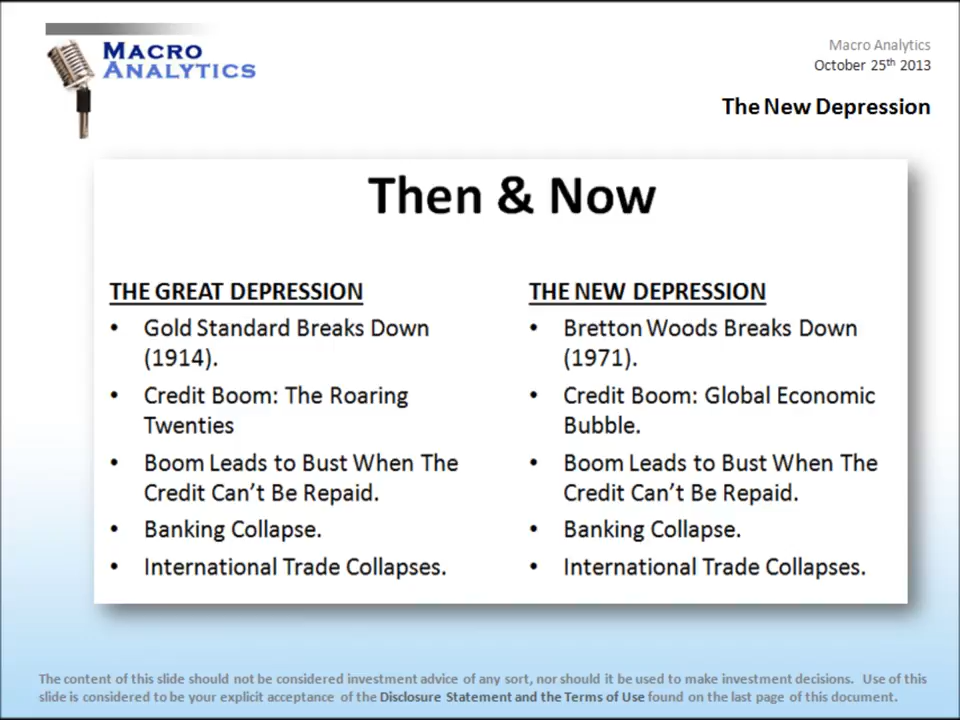 MACRO
ANALYTICS
Macro Analytics
October 25th 2013
The New Depression
Then & Now
THE GREAT DEPRESSION
• Gold Standard Breaks Down
(1914).
• Credit Boom: The Roaring
Twenties
• Boom Leads to Bust When The
Credit Can't Be Repaid.
• Banking Collapse.
• International Trade Collapses.
THE NEW DEPRESSION
• Bretton Woods Breaks Down
(1971).
• Credit Boom: Global Economic
Bubble.
• Boom Leads to Bust When The
Credit Can't Be Repaid.
• Banking Collapse.
• International Trade Collapses.
The content of this slide should not be considered investment advice of any sort, nor should it be used to make investment decisions. Use of this
slide is considered to be your explicit acceptance of the Disclosure Statement and the Terms of Use found on the last page of this document.